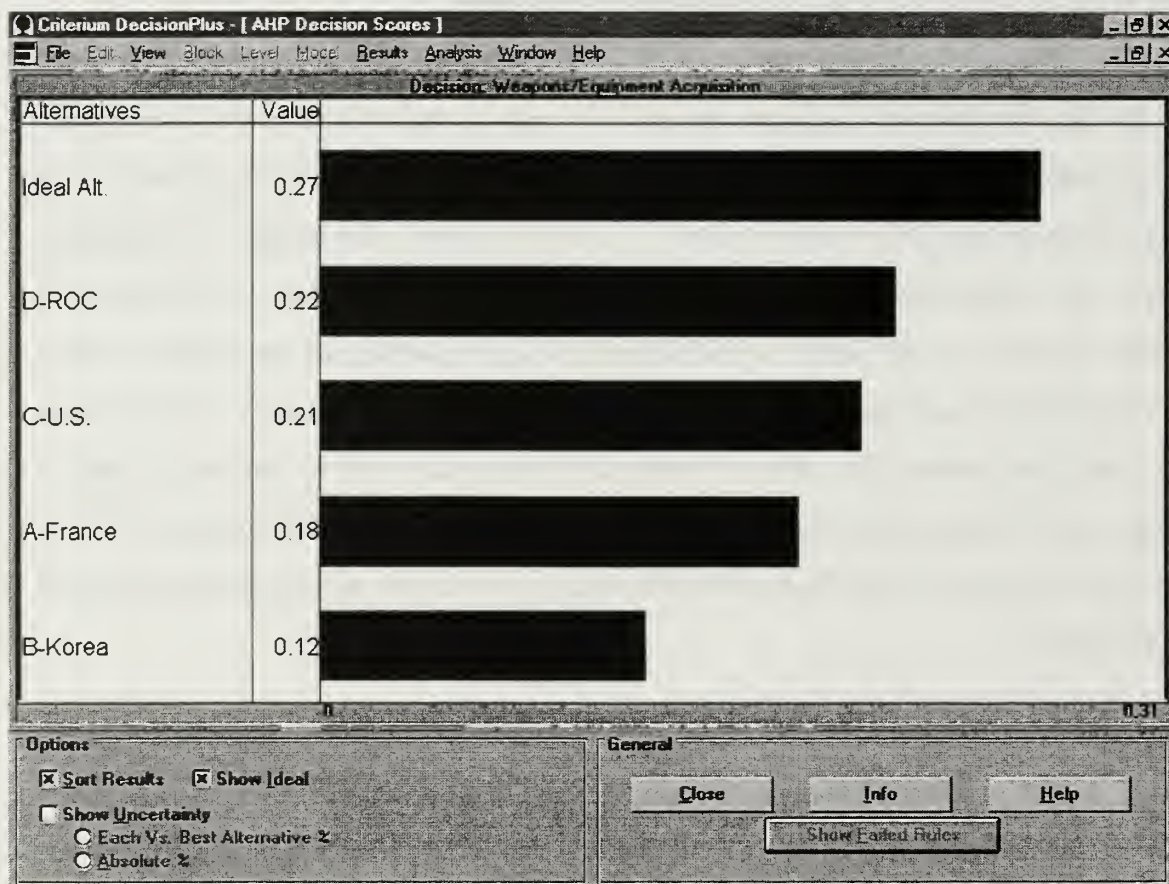 Criterium DecisionPlus - [ AHP Decision Scores ]
File Edit View Block Level Model Results Analysis Window Help
Decision: Weapons/Equipment Acquisition
Alternatives Value
Ideal Alt. 0.27
D-ROC 0.22
C-U.S. 0.21
A-France 0.18
B-Korea 0.12
0 0.31
Options
Sort Results Show Ideal
Show Uncertainty
Each Vs. Best Alternative %
Absolute %
General
Close Info Help
Show Failed Rules